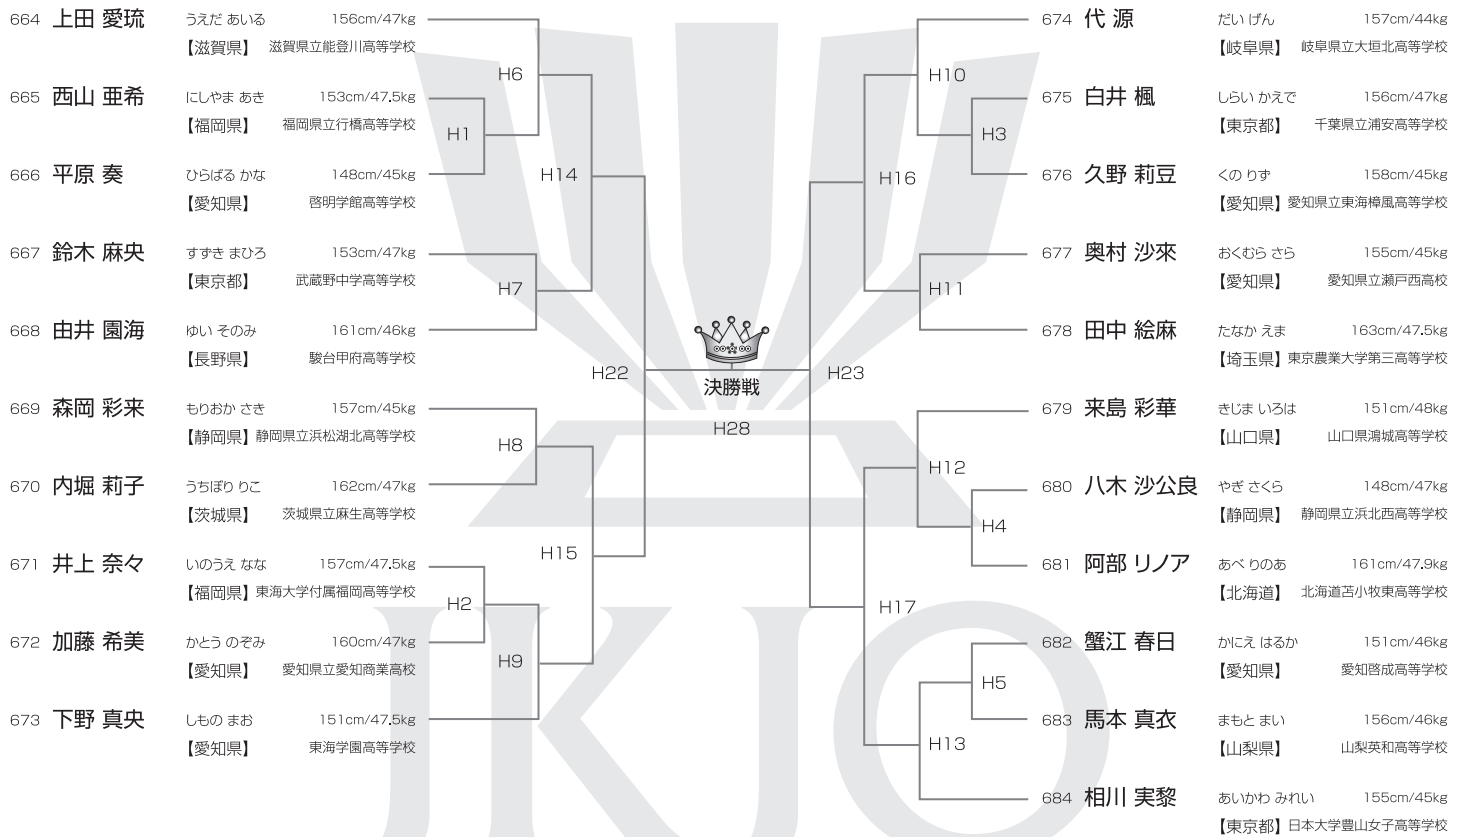 664 上田 愛琉 うえだ あいる 156cm/47kg
【滋賀県】 滋賀県立能登川高等学校
665 西山 亜希 にしやま あき 153cm/47.5kg
【福岡県】 福岡県立行橋高等学校
666 平原 奏 ひらばる かな 148cm/45kg
【愛知県】 啓明学館高等学校
667 鈴木 麻央 すずき まひろ 153cm/47kg
【東京都】 武蔵野中学高等学校
668 由井 園海 ゆい そのみ 161cm/46kg
【長野県】 駿台甲府高等学校
669 森岡 彩来 もりおか さき 157cm/45kg
【静岡県】 静岡県立浜松湖北高等学校
670 内堀 莉子 うちぼり りこ 162cm/47kg
【茨城県】 茨城県立麻生高等学校
671 井上 奈々 いのうえ なな 157cm/47.5kg
【福岡県】 東海大学付属福岡高等学校
672 加藤 希美 かとう のぞみ 160cm/47kg
【愛知県】 愛知県立愛知商業高校
673 下野 真央 しもの まお 151cm/47.5kg
【愛知県】 東海学園高等学校
H6
H1
H14
H7
H22
H8
H15
H2
H9
決勝戦
H28
H10
H3
H16
H11
H23
H12
H4
H17
H5
H13
674 代 源 だい げん 157cm/44kg
【岐阜県】 岐阜県立大垣北高等学校
675 白井 楓 しらい かえで 156cm/47kg
【東京都】 千葉県立浦安高等学校
676 久野 莉豆 くの りず 158cm/45kg
【愛知県】 愛知県立東海樟風高等学校
677 奥村 沙來 おくむら さら 155cm/45kg
【愛知県】 愛知県立瀬戸西高校
678 田中 絵麻 たなか えま 163cm/47.5kg
【埼玉県】 東京農業大学第三高等学校
679 来島 彩華 きじま いろは 151cm/48kg
【山口県】 山口県鴻城高等学校
680 八木 沙公良 やぎ さくら 148cm/47kg
【静岡県】 静岡県立浜北西高等学校
681 阿部 リノア あべ りのあ 161cm/47.9kg
【北海道】 北海道苫小牧東高等学校
682 蟹江 春日 かにえ はるか 151cm/46kg
【愛知県】 愛知啓成高等学校
683 馬本 真衣 まもと まい 156cm/46kg
【山梨県】 山梨英和高等学校
684 相川 実黎 あいかわ みれい 155cm/45kg
【東京都】 日本大学豊山女子高等学校
JKJO